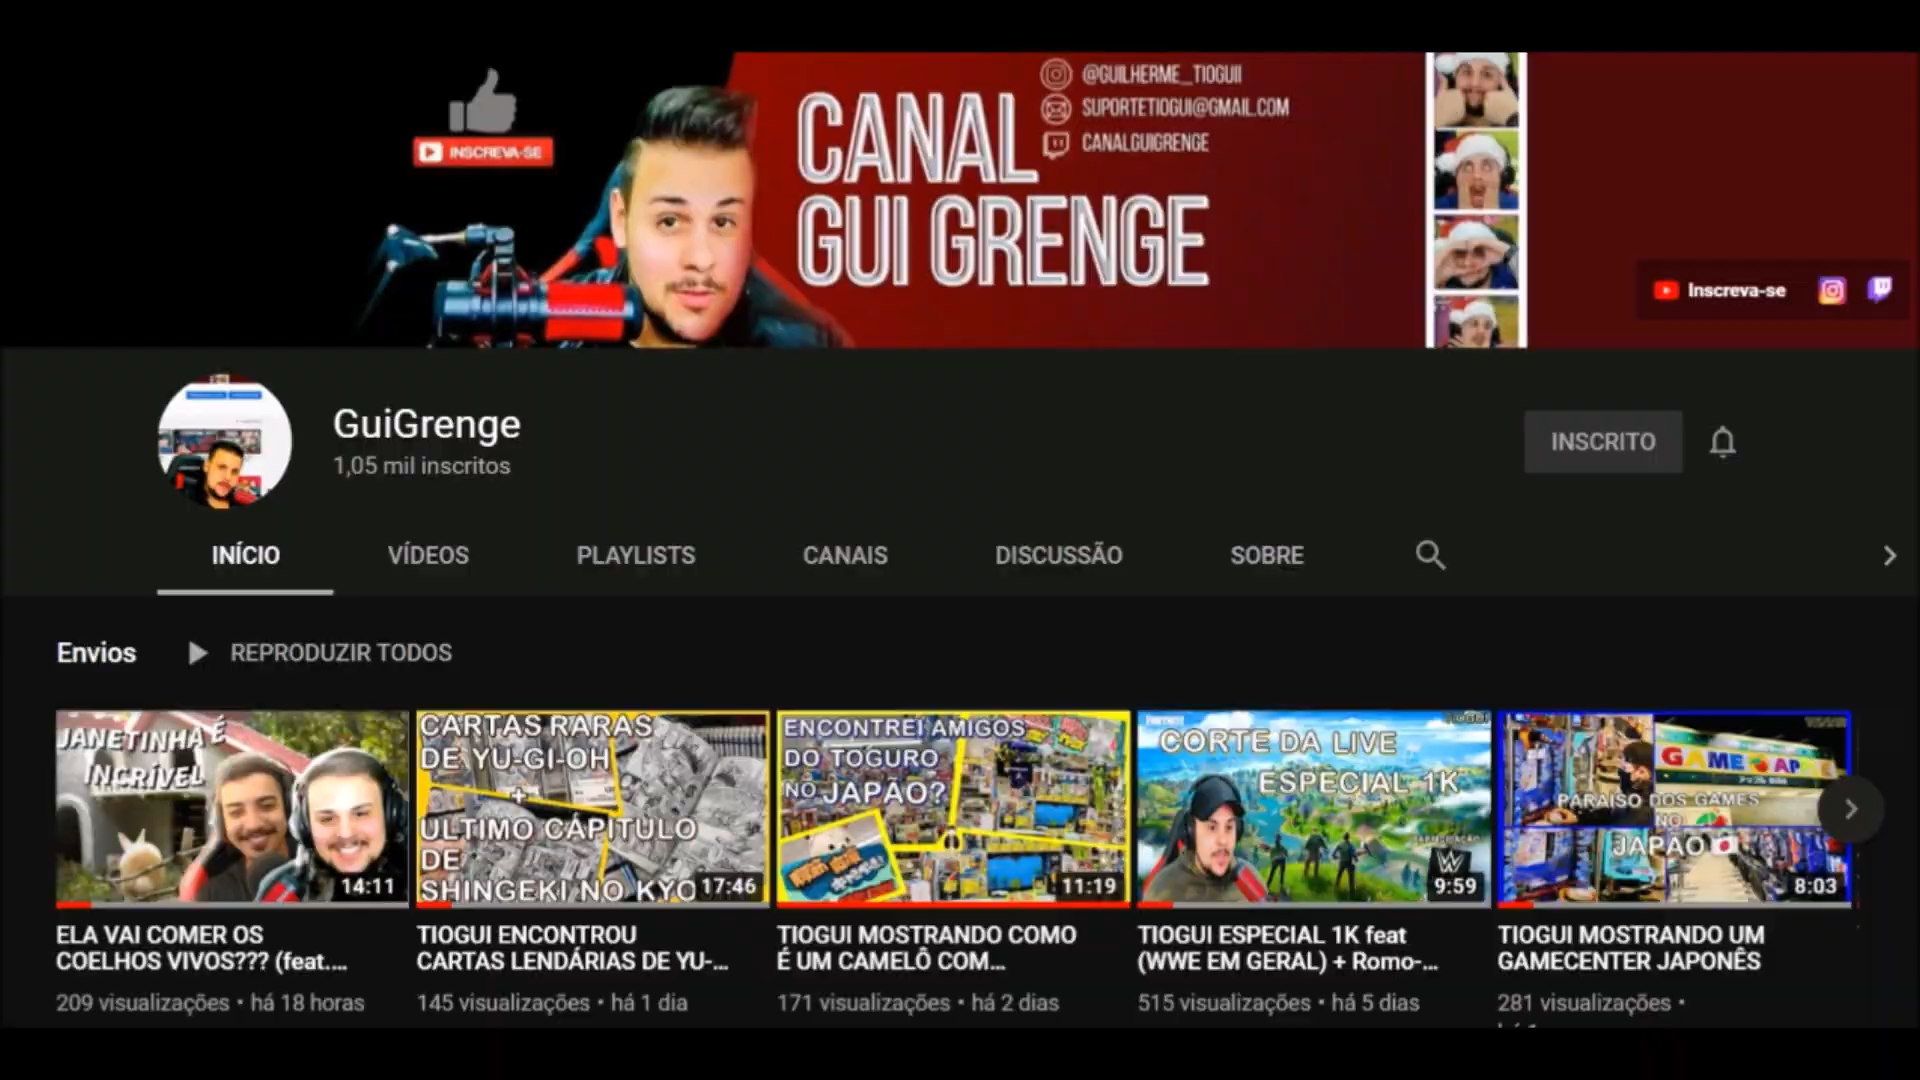 @GUILHERME_TIOGUII
SUPORTETIOGUI@GMAIL.COM
CANALGUIGRENGE
CANAL
GUI GRENGE
INSCREVA-SE
Inscreva-se
GuiGrenge
1,05 mil inscritos
INSCRITO
INÍCIO VÍDEOS PLAYLISTS CANAIS DISCUSSÃO SOBRE
Envios REPRODUZIR TODOS
JANETINHA É
INCRÍVEL
14:11
ELA VAI COMER OS
COELHOS VIVOS??? (feat....
209 visualizações • há 18 horas
CARTAS RARAS
DE YU-GI-OH
+
ULTIMO CAPITULO
DE
SHINGEKI NO KYO
17:46
TIOGUI ENCONTROU
CARTAS LENDÁRIAS DE YU-...
145 visualizações • há 1 dia
ENCONTREI AMIGOS
DO TOGURO
NO JAPÃO?
11:19
TIOGUI MOSTRANDO COMO
É UM CAMELÔ COM...
171 visualizações • há 2 dias
CORTE DA LIVE
ESPECIAL 1K
9:59
TIOGUI ESPECIAL 1K feat
(WWE EM GERAL) + Romo-...
515 visualizações • há 5 dias
GAME
PARAISO DOS GAMES
NO
JAPÃO
8:03
TIOGUI MOSTRANDO UM
GAMECENTER JAPONÊS
281 visualizações •